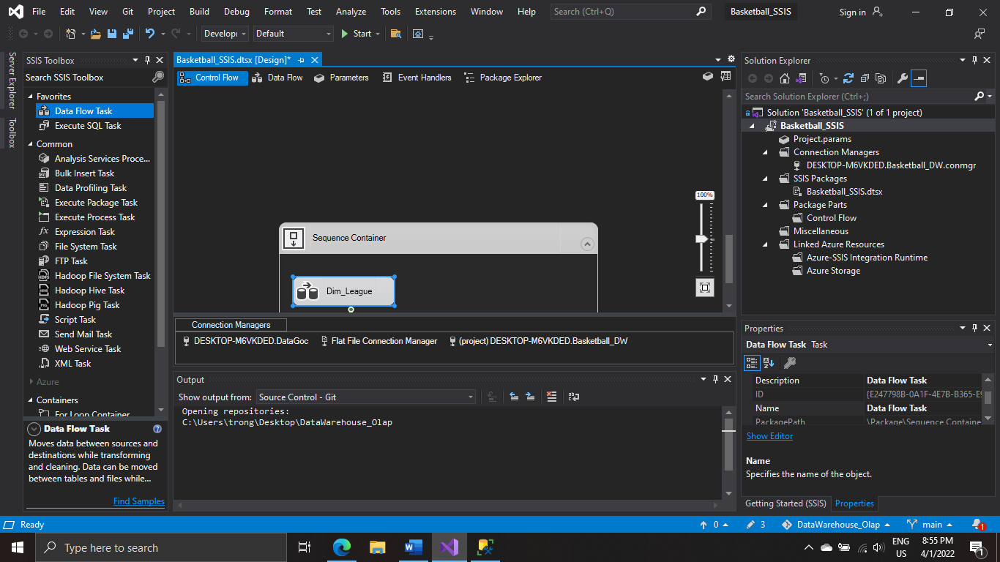 File Edit View Git Project Build Debug Format Test Analyze Tools Extensions Window Help Search (Ctrl+Q) Basketball_SSIS Sign in
Develop Default Start
Server Explorer
Toolbox
SSIS Toolbox
Search SSIS Toolbox
Favorites
Data Flow Task
Execute SQL Task
Common
Analysis Services Proce...
Bulk Insert Task
Data Profiling Task
Execute Package Task
Execute Process Task
Expression Task
File System Task
FTP Task
Hadoop File System Task
Hadoop Hive Task
Hadoop Pig Task
Script Task
Send Mail Task
Web Service Task
XML Task
Azure
Containers
For Loop Container
Data Flow Task
Moves data between sources and
destinations while transforming
and cleaning. Data can be moved
between tables and files while...
Find Samples
Basketball_SSIS.dtsx [Design]*
Control Flow Data Flow Parameters Event Handlers Package Explorer
100%
Sequence Container
Dim_League
Connection Managers
DESKTOP-M6VKDED.DataGoc Flat File Connection Manager (project) DESKTOP-M6VKDED.Basketball_DW
Output
Show output from: Source Control - Git
Opening repositories:
C:\Users\trong\Desktop\DataWarehouse_Olap
Solution Explorer
Search Solution Explorer (Ctrl+;)
Solution 'Basketball_SSIS' (1 of 1 project)
Basketball_SSIS
Project.params
Connection Managers
DESKTOP-M6VKDED.Basketball_DW.conmgr
SSIS Packages
Basketball_SSIS.dtsx
Package Parts
Control Flow
Miscellaneous
Linked Azure Resources
Azure-SSIS Integration Runtime
Azure Storage
Properties
Data Flow Task Task
Description Data Flow Task
ID {E247798B-0A1F-4E7B-B365-E9
Name Data Flow Task
PackagePath \Package\Sequence Containe
Show Editor
Name
Specifies the name of the object.
Getting Started (SSIS) Properties
Ready 0 3 DataWarehouse_Olap main 1
Type here to search
ENG
US
8:55 PM
4/1/2022
1